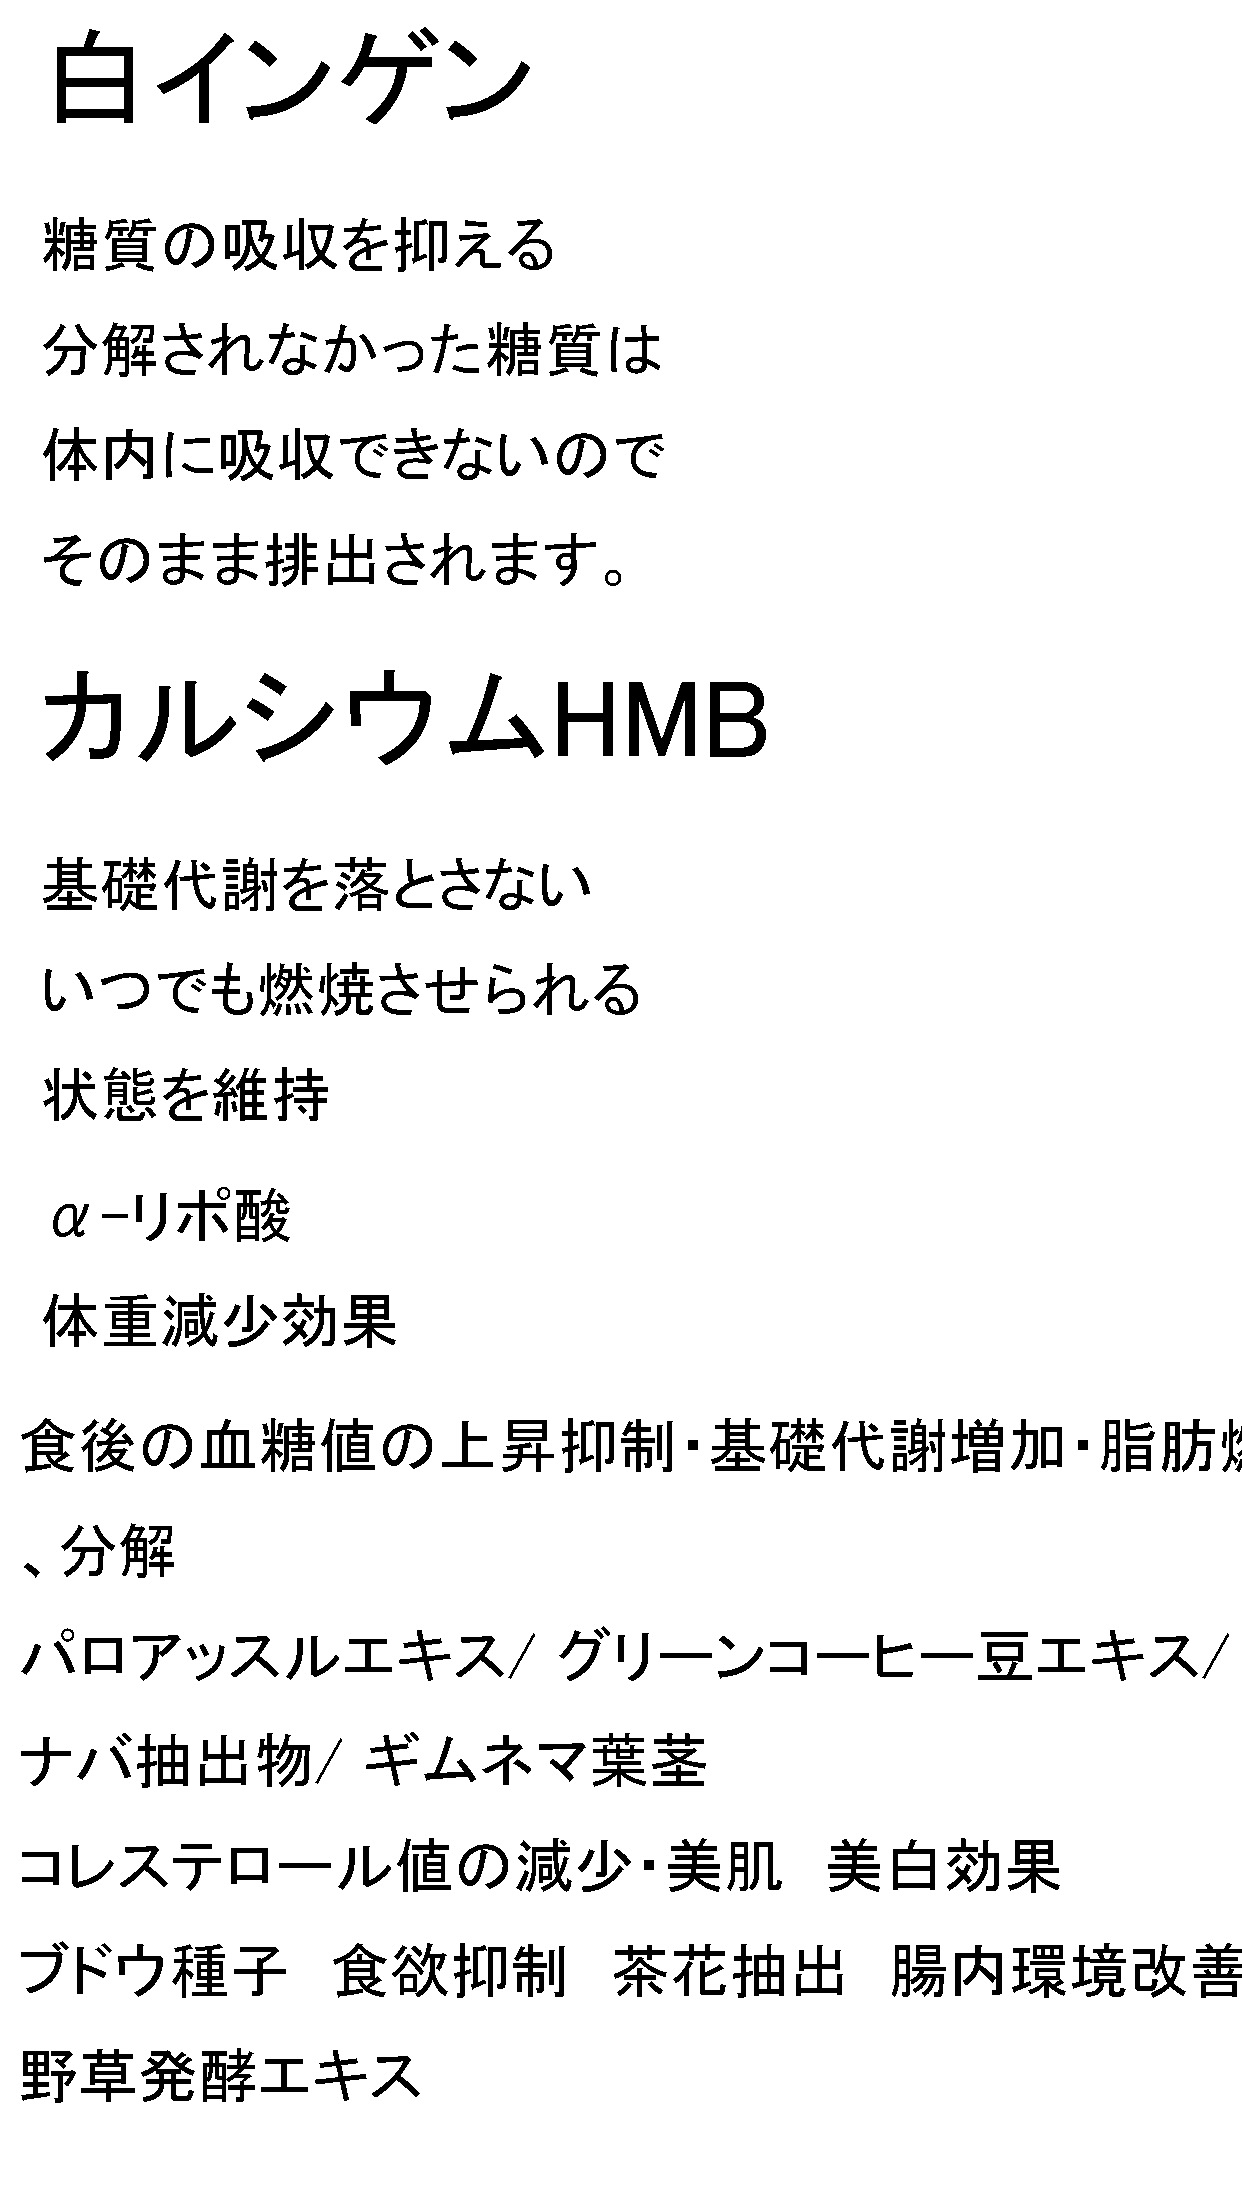 白インゲン
糖質の吸収を抑える
分解されなかった糖質は
体内に吸収できないので
そのまま排出されます。
カルシウムHMB
基礎代謝を落とさない
いつでも燃焼させられる
状態を維持
α-リポ酸
体重減少効果
食後の血糖値の上昇抑制・基礎代謝増加・脂肪燃
、分解
パロアッスルエキス/ グリーンコーヒー豆エキス/
ナバ抽出物/ ギムネマ葉茎
コレステロール値の減少・美肌　美白効果
ブドウ種子　食欲抑制　茶花抽出　腸内環境改善
野草発酵エキス